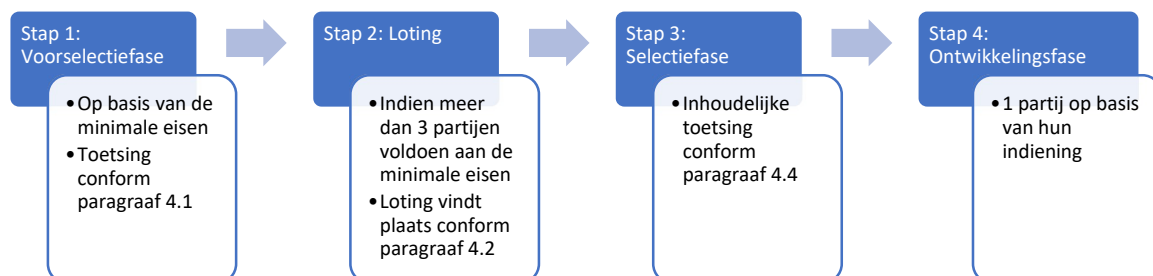 Stap 1:
Voorselectiefase
• Op basis van de
minimale eisen
• Toetsing
conform
paragraaf 4.1
Stap 2: Loting
• Indien meer
dan 3 partijen
voldoen aan de
minimale eisen
• Loting vindt
plaats conform
paragraaf 4.2
Stap 3:
Selectiefase
• Inhoudelijke
toetsing
conform
paragraaf 4.4
Stap 4:
Ontwikkelingsfase
• 1 partij op basis
van hun
indiening